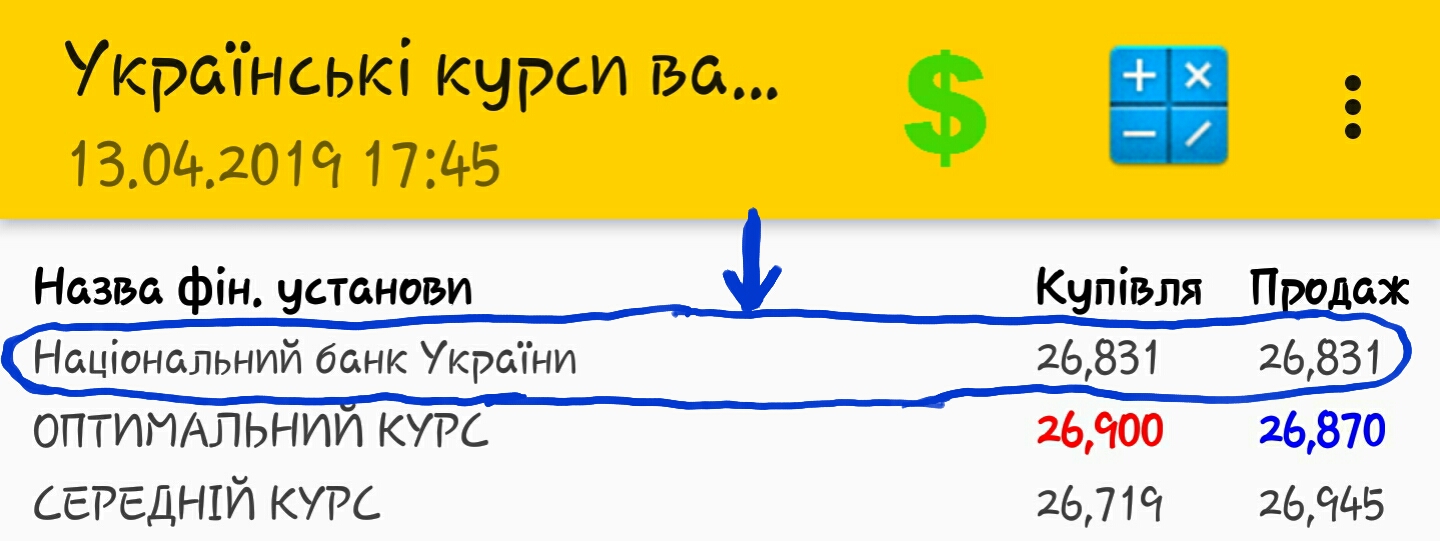 Українські курси ва...
13.04.2019 17:45
Назва фін. установи Купівля Продаж
Національний банк України 26,831 26,831
ОПТИМАЛЬНИЙ КУРС 26,900 26,870
СЕРЕДНІЙ КУРС 26,719 26,945